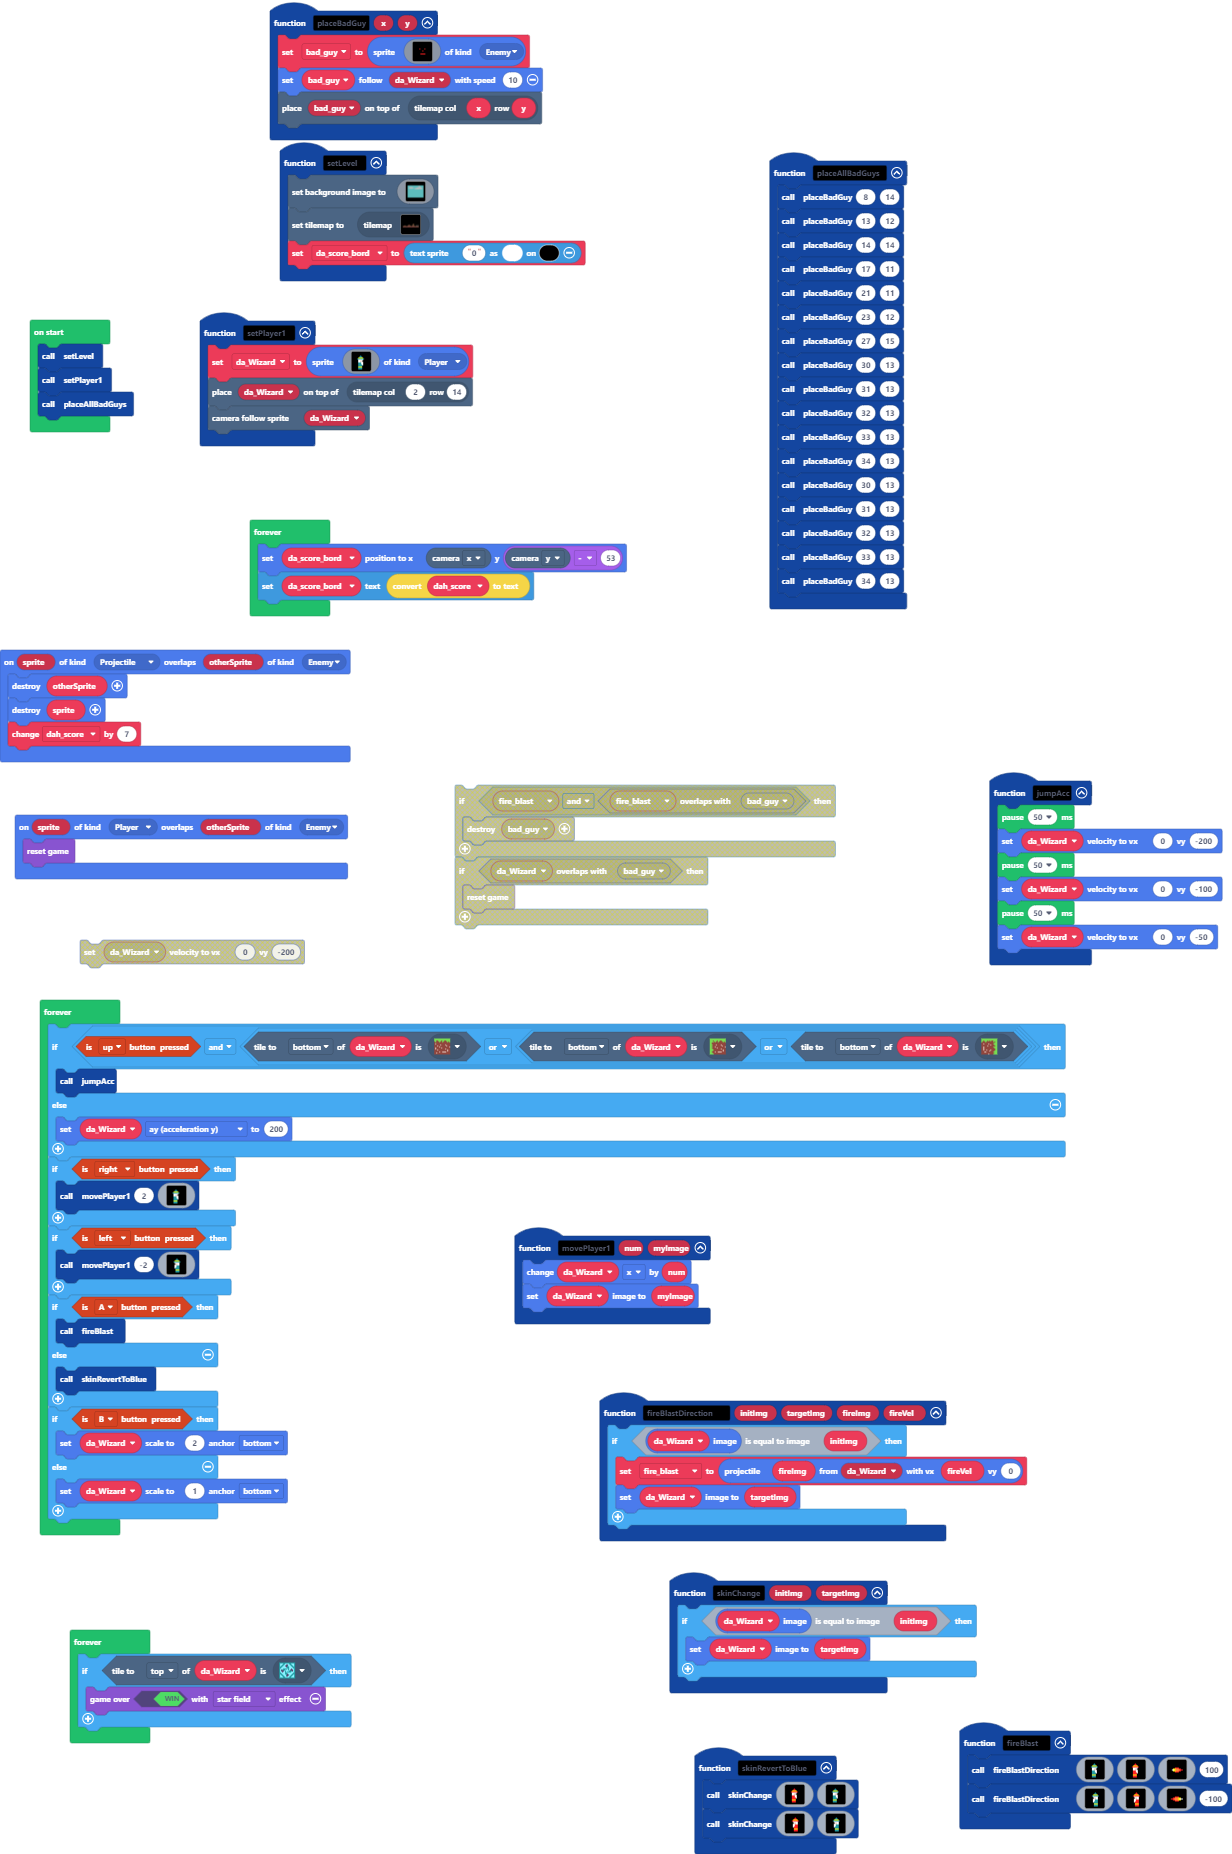 function placeBadGuy x y
set bad_guy to sprite of kind Enemy
set bad_guy follow da_Wizard with speed 10
place bad_guy on top of tilemap col x row y
function setLevel
set background image to
set tilemap to tilemap
set da_score_bord to text sprite "0" as on
function placeAllBadGuys
call placeBadGuy 8 14
call placeBadGuy 13 12
call placeBadGuy 14 14
call placeBadGuy 17 11
call placeBadGuy 21 11
call placeBadGuy 23 12
call placeBadGuy 27 15
call placeBadGuy 30 13
call placeBadGuy 31 13
call placeBadGuy 32 13
call placeBadGuy 33 13
call placeBadGuy 34 13
call placeBadGuy 30 13
call placeBadGuy 31 13
call placeBadGuy 32 13
call placeBadGuy 33 13
call placeBadGuy 34 13
on start
call setLevel
call setPlayer1
call placeAllBadGuys
function setPlayer1
set da_Wizard to sprite of kind Player
place da_Wizard on top of tilemap col 2 row 14
camera follow sprite da_Wizard
forever
set da_score_bord position to x camera x y camera y - 53
set da_score_bord text convert dah_score to text
on sprite of kind Projectile overlaps otherSprite of kind Enemy
destroy otherSprite
destroy sprite
change dah_score by 7
on sprite of kind Player overlaps otherSprite of kind Enemy
reset game
if fire_blast and fire_blast overlaps with bad_guy then
destroy bad_guy
if da_Wizard overlaps with bad_guy then
reset game
set da_Wizard velocity to vx 0 vy -200
function jumpAcc
pause 50 ms
set da_Wizard velocity to vx 0 vy -200
pause 50 ms
set da_Wizard velocity to vx 0 vy -100
pause 50 ms
set da_Wizard velocity to vx 0 vy -50
forever
if is up button pressed and tile to bottom of da_Wizard is or tile to bottom of da_Wizard is or tile to bottom of da_Wizard is then
call jumpAcc
else
set da_Wizard ay (acceleration y) to 200
if is right button pressed then
call movePlayer1 2
if is left button pressed then
call movePlayer1 -2
if is A button pressed then
call fireBlast
else
call skinRevertToBlue
if is B button pressed then
set da_Wizard scale to 2 anchor bottom
else
set da_Wizard scale to 1 anchor bottom
function movePlayer1 num myImage
change da_Wizard x by num
set da_Wizard image to myImage
function fireBlastDirection initImg targetImg fireImg fireVel
if da_Wizard image is equal to image initImg then
set fire_blast to projectile fireImg from da_Wizard with vx fireVel vy 0
set da_Wizard image to targetImg
function skinChange initImg targetImg
if da_Wizard image is equal to image initImg then
set da_Wizard image to targetImg
forever
if tile to top of da_Wizard is then
game over WIN with star field effect
function skinRevertToBlue
call skinChange
call skinChange
function fireBlast
call fireBlastDirection 100
call fireBlastDirection -100